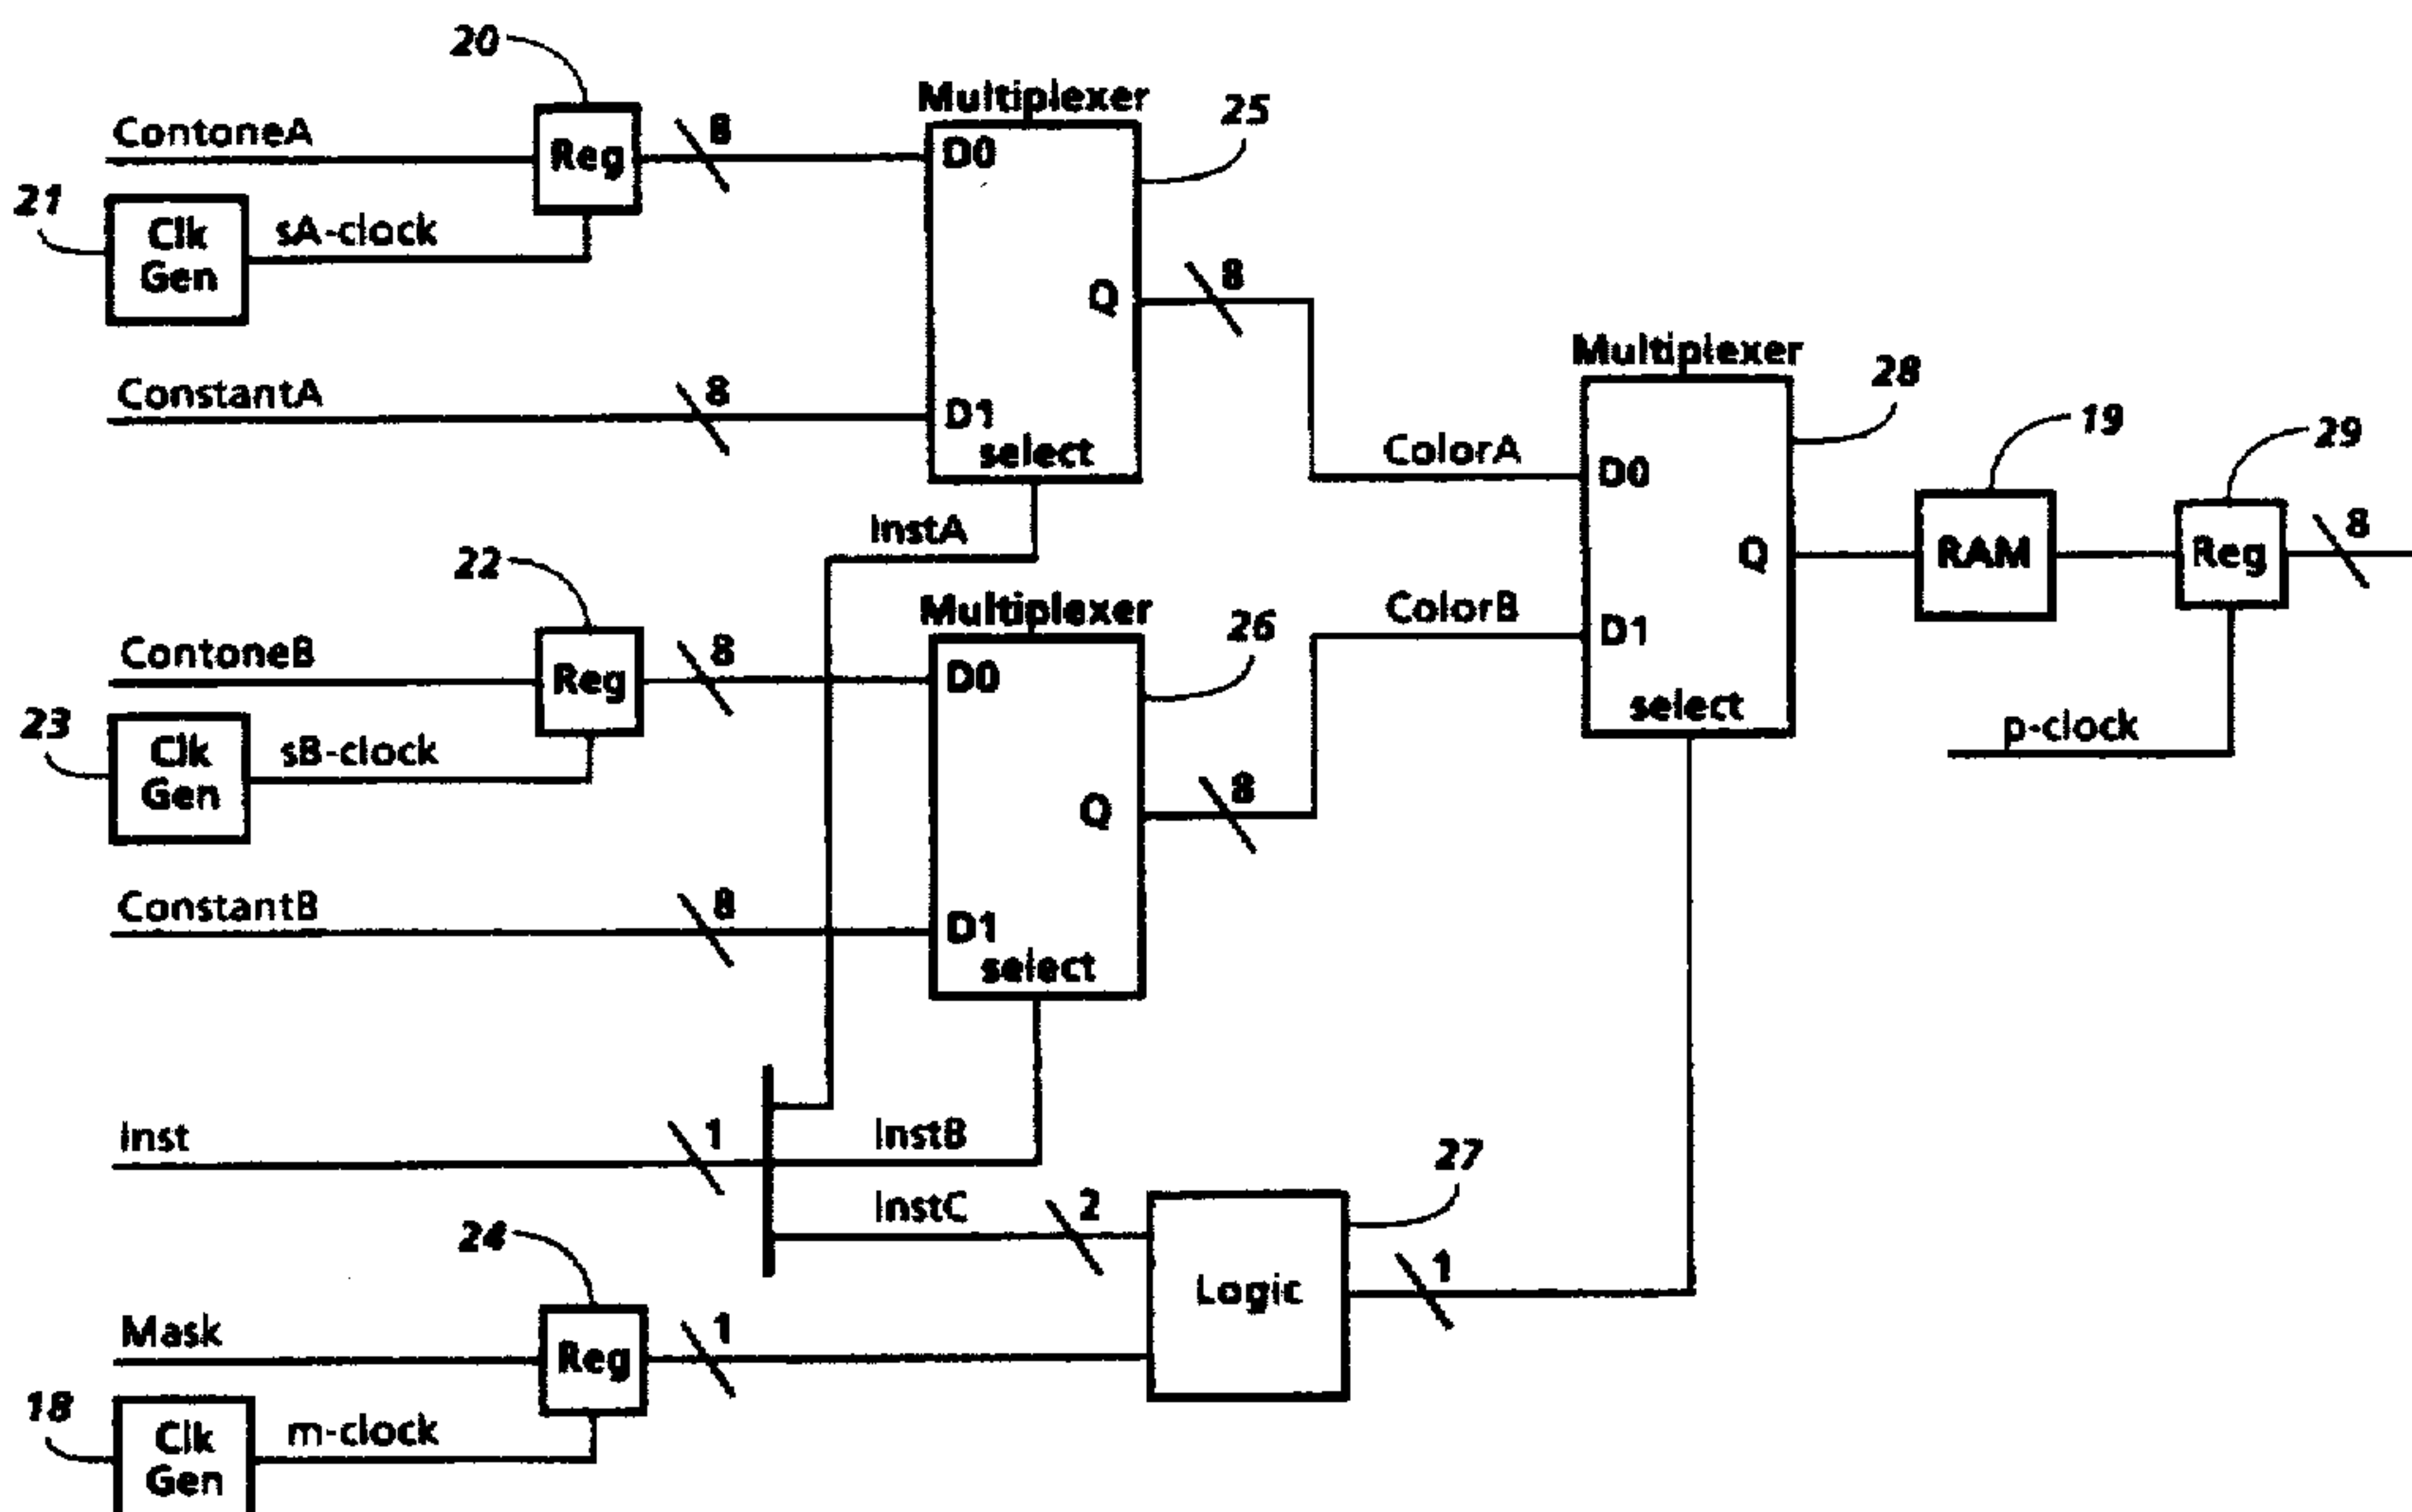 20
Multiplexer
25
ContoneA
Reg
8
D0
21
Clk
Gen
sA-clock
Q
8
ConstantA
8
D1
select
Multiplexer
28
19
29
ColorA
D0
InstA
22
Q
RAM
Reg
8
Multiplexer
26
ColorB
D1
ContoneB
Reg
8
D0
select
23
Clk
Gen
sB-clock
p-clock
Q
8
ConstantB
8
D1
select
Inst
1
InstB
27
InstC
2
24
Logic
1
Mask
Reg
1
18
Clk
Gen
m-clock